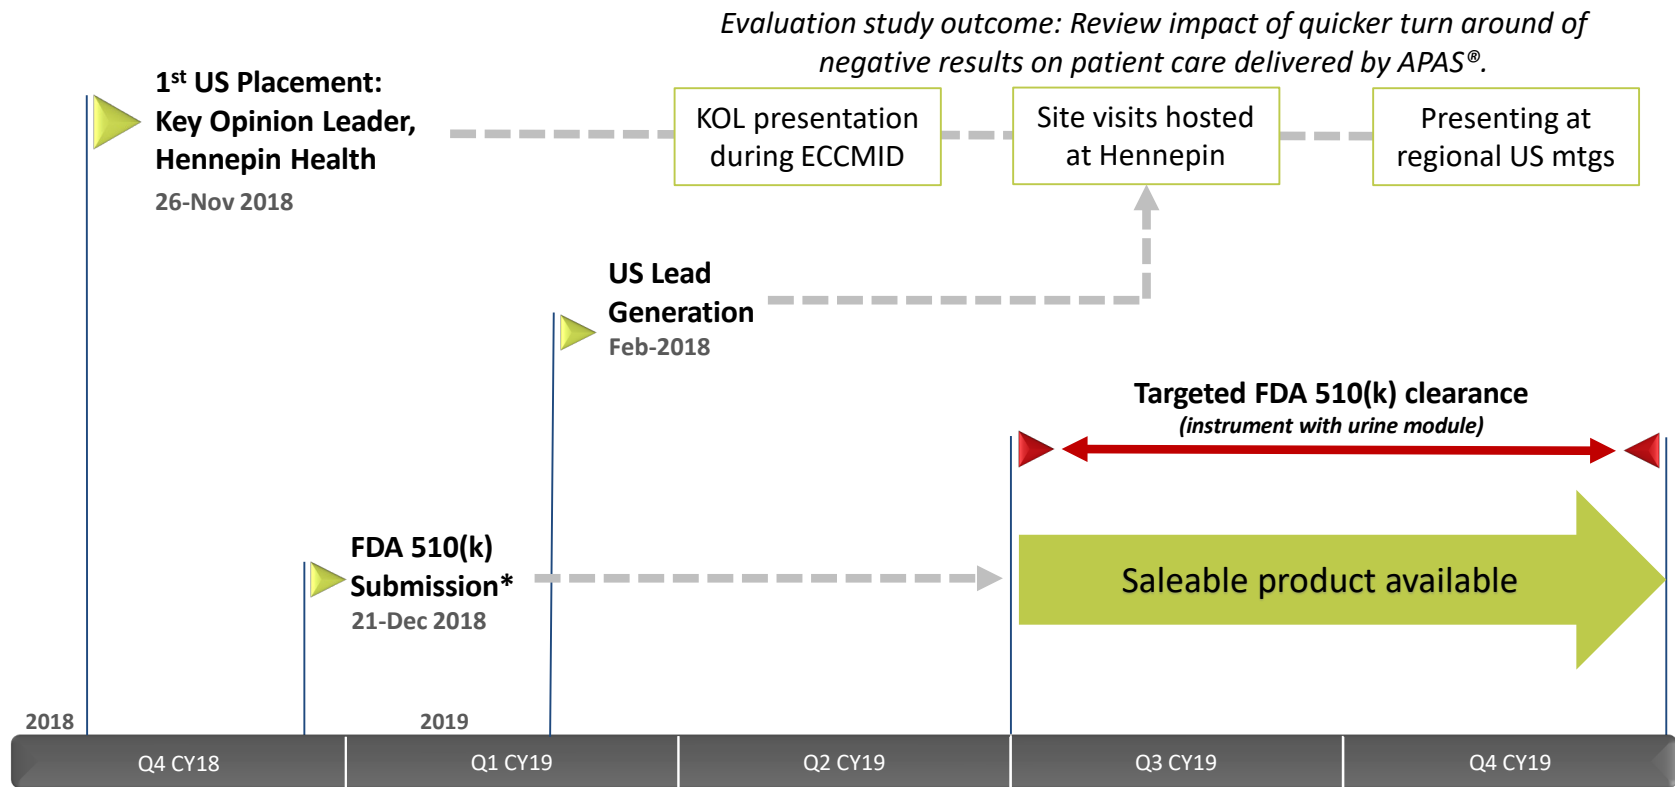 Evaluation study outcome: Review impact of quicker turn around of
negative results on patient care delivered by APAS®.
1st US Placement:
Key Opinion Leader,
Hennepin Health
26-Nov 2018
KOL presentation
during ECCMID
Site visits hosted
at Hennepin
Presenting at
regional US mtgs
US Lead
Generation
Feb-2018
Targeted FDA 510(k) clearance
(instrument with urine module)
FDA 510(k)
Submission*
21-Dec 2018
Saleable product available
2018
2019
Q4 CY18
Q1 CY19
Q2 CY19
Q3 CY19
Q4 CY19